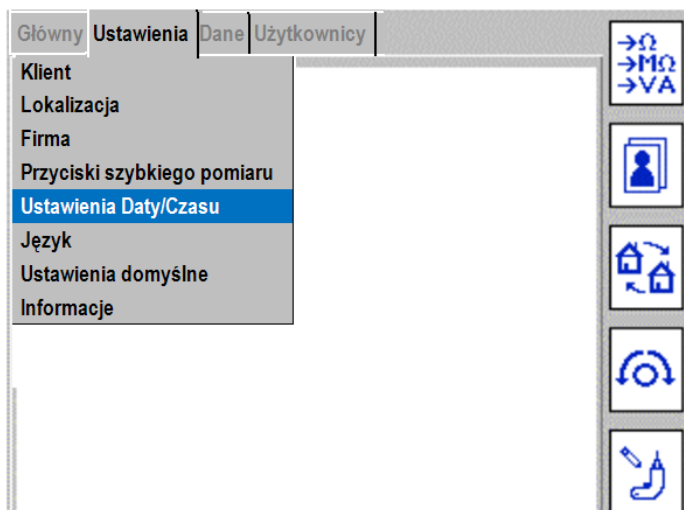 Główny Ustawienia Dane Użytkownicy
Klient
Lokalizacja
Firma
Przyciski szybkiego pomiaru
Ustawienia Daty/Czasu
Język
Ustawienia domyślne
Informacje
→Ω
→MΩ
→VA